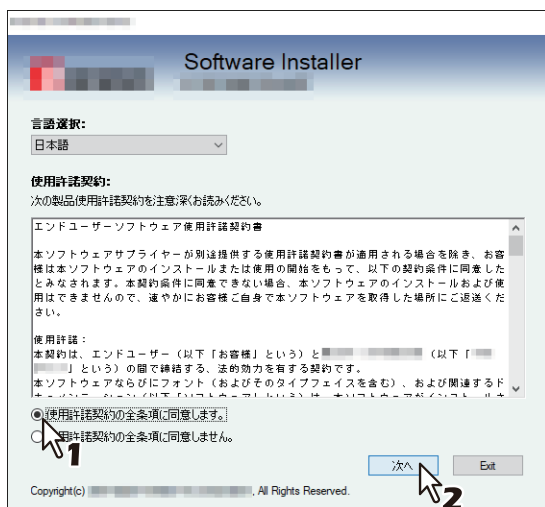 Software Installer
言語選択:
日本語
使用許諾契約:
次の製品使用許諾契約を注意深くお読みください。
エンドユーザーソフトウェア使用許諾契約書
本ソフトウェアサプライヤーが別途提供する使用許諾契約書が適用される場合を除き、お客
様は本ソフトウェアのインストールまたは使用の開始をもって、以下の契約条件に同意した
とみなされます。本契約条件に同意できない場合、本ソフトウェアのインストールおよび使
用はできませんので、速やかにお客様ご自身で本ソフトウェアを取得した場所にご返送くだ
さい。
使用許諾：
本契約は、エンドユーザー（以下「お客様」という）と （以下「
」という）の間で締結する、法的効力を有する契約です。
本ソフトウェアならびにフォント（およびそのタイプフェイスを含む）、および関連するド
使用許諾契約の全条項に同意します。
用許諾契約の全条項に同意しません。
1
次へ
Exit
2
Copyright(c) , All Rights Reserved.